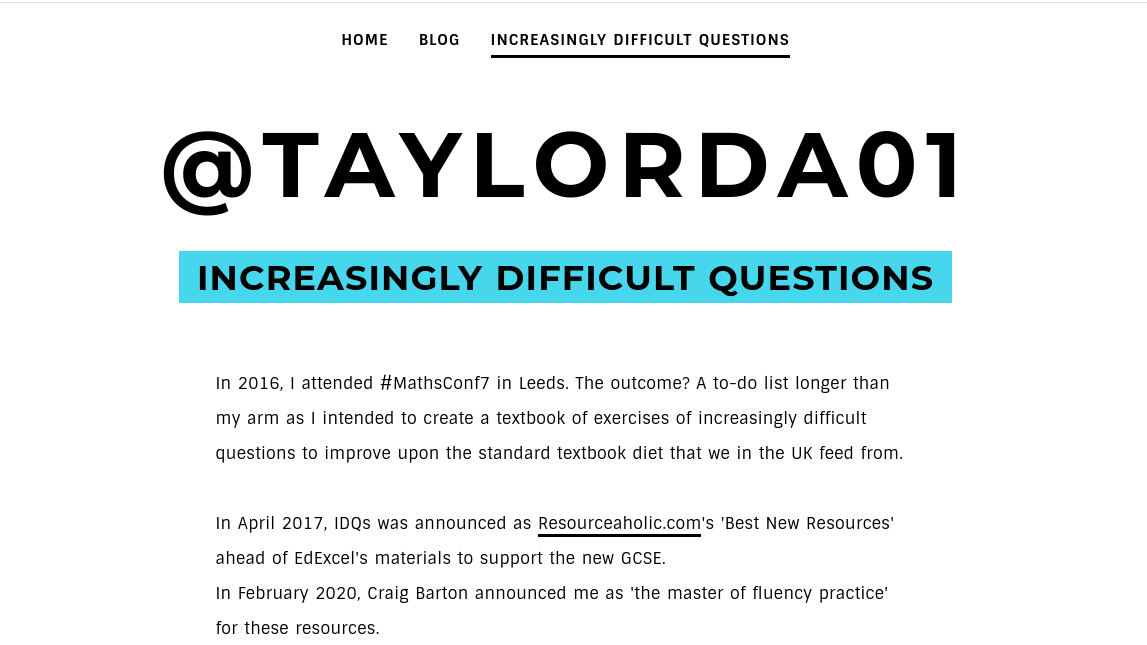 HOME BLOG INCREASINGLY DIFFICULT QUESTIONS
@TAYLORDA01
INCREASINGLY DIFFICULT QUESTIONS
In 2016, I attended #MathsConf7 in Leeds. The outcome? A to-do list longer than
my arm as I intended to create a textbook of exercises of increasingly difficult
questions to improve upon the standard textbook diet that we in the UK feed from.
In April 2017, IDQs was announced as Resourceaholic.com's 'Best New Resources'
ahead of EdExcel's materials to support the new GCSE.
In February 2020, Craig Barton announced me as 'the master of fluency practice'
for these resources.